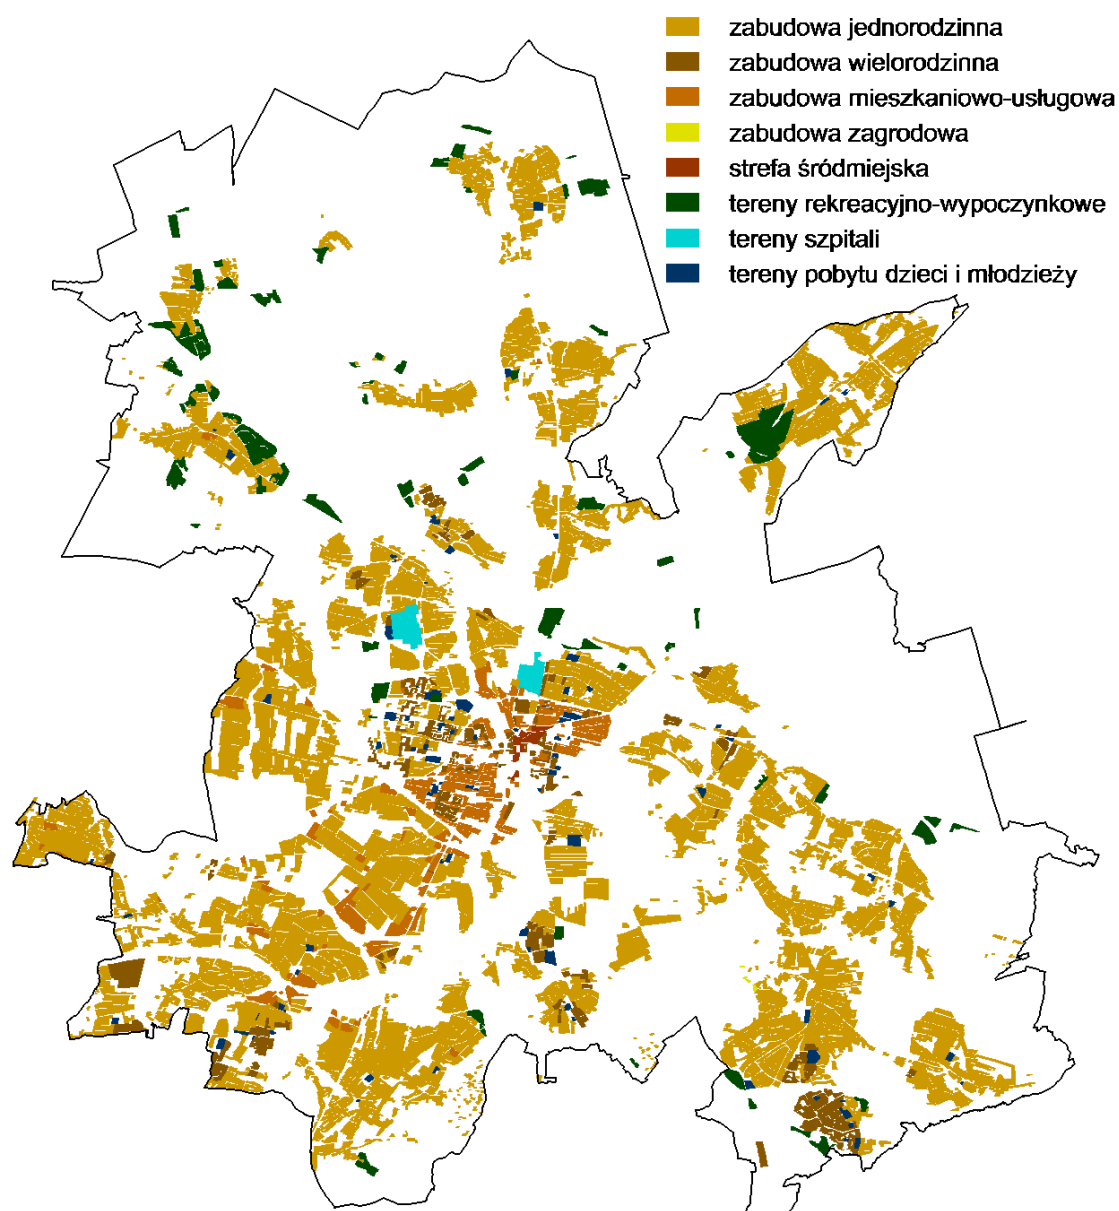 zabudowa jednorodzinna
zabudowa wielorodzinna
zabudowa mieszkaniowo-usługowa
zabudowa zagrodowa
strefa śródmiejska
tereny rekreacyjno-wypoczynkowe
tereny szpitali
tereny pobytu dzieci i młodzieży